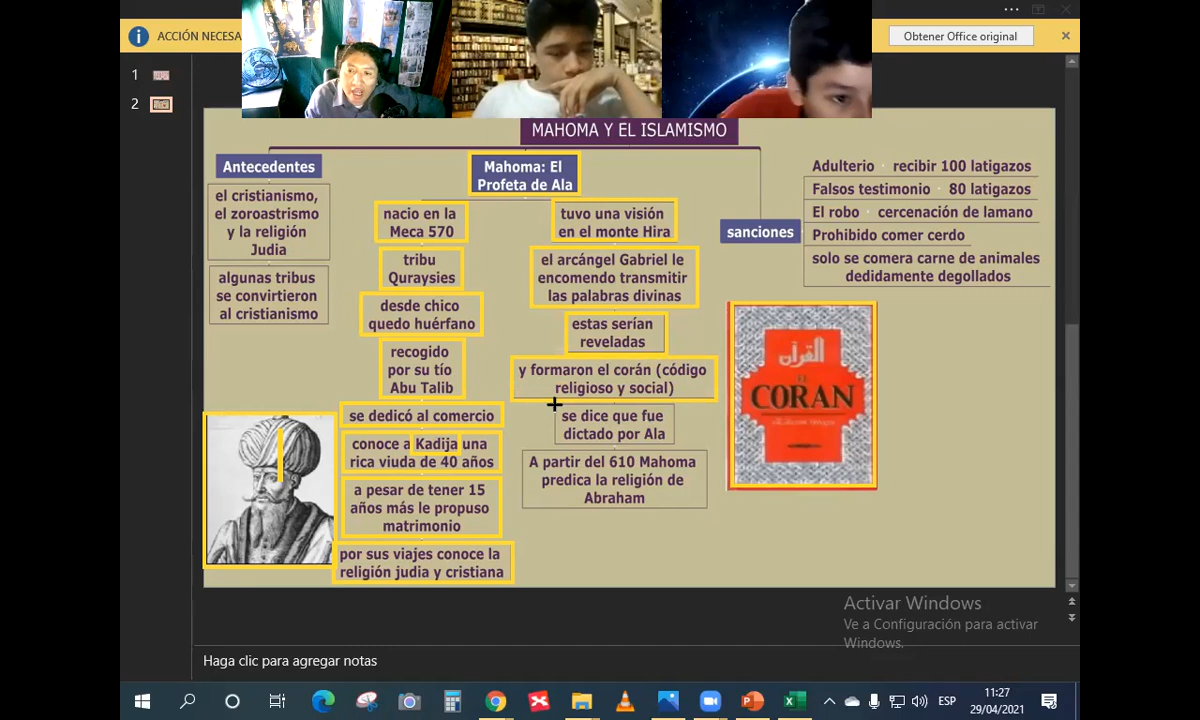 ACCIÓN NECESA
Obtener Office original
1
2
MAHOMA Y EL ISLAMISMO
Antecedentes
el cristianismo,
el zoroastrismo
y la religión
Judia
algunas tribus
se convirtieron
al cristianismo
Mahoma: El
Profeta de Ala
nacio en la
Meca 570
tribu
Quraysies
desde chico
quedo huérfano
recogido
por su tío
Abu Talib
se dedicó al comercio
conoce a Kadija una
rica viuda de 40 años
a pesar de tener 15
años más le propuso
matrimonio
por sus viajes conoce la
religión judia y cristiana
tuvo una visión
en el monte Hira
el arcángel Gabriel le
encomendo transmitir
las palabras divinas
estas serían
reveladas
y formaron el corán (código
religioso y social)
se dice que fue
dictado por Ala
A partir del 610 Mahoma
predica la religión de
Abraham
sanciones
Adulterio · recibir 100 latigazos
Falsos testimonio · 80 latigazos
El robo · cercenación de lamano
Prohibido comer cerdo
solo se comera carne de animales
dedidamente degollados
القرآن
EL
CORAN
Activar Windows
Ve a Configuración para activar
Windows.
Haga clic para agregar notas
ESP
11:27
29/04/2021